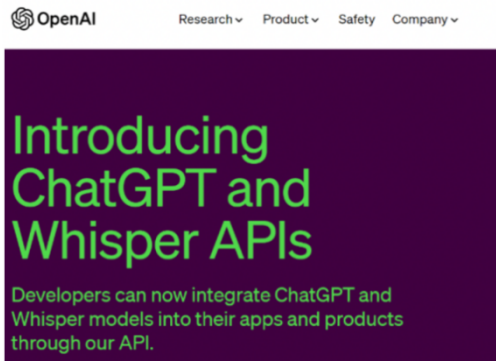 OpenAI Research Product Safety Company
Introducing
ChatGPT and
Whisper APIs
Developers can now integrate ChatGPT and
Whisper models into their apps and products
through our API.